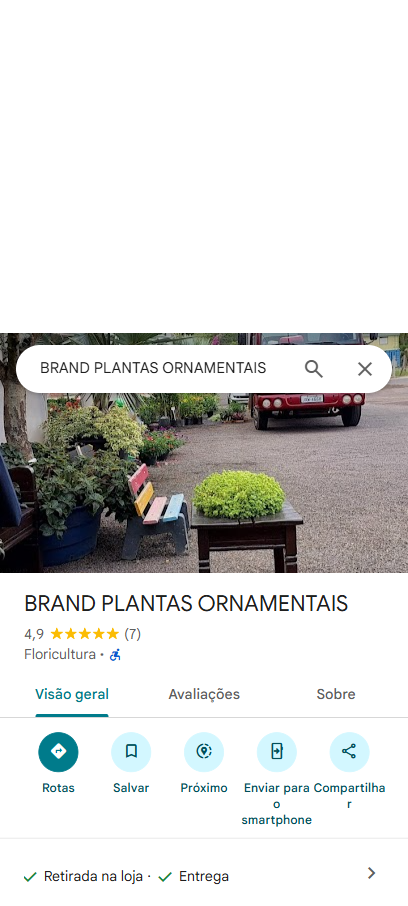 BRAND PLANTAS ORNAMENTAIS
BRAND PLANTAS ORNAMENTAIS
4,9 (7)
Floricultura ·
Visão geral Avaliações Sobre
Rotas Salvar Próximo Enviar para o smartphone Compartilhar
Retirada na loja · Entrega